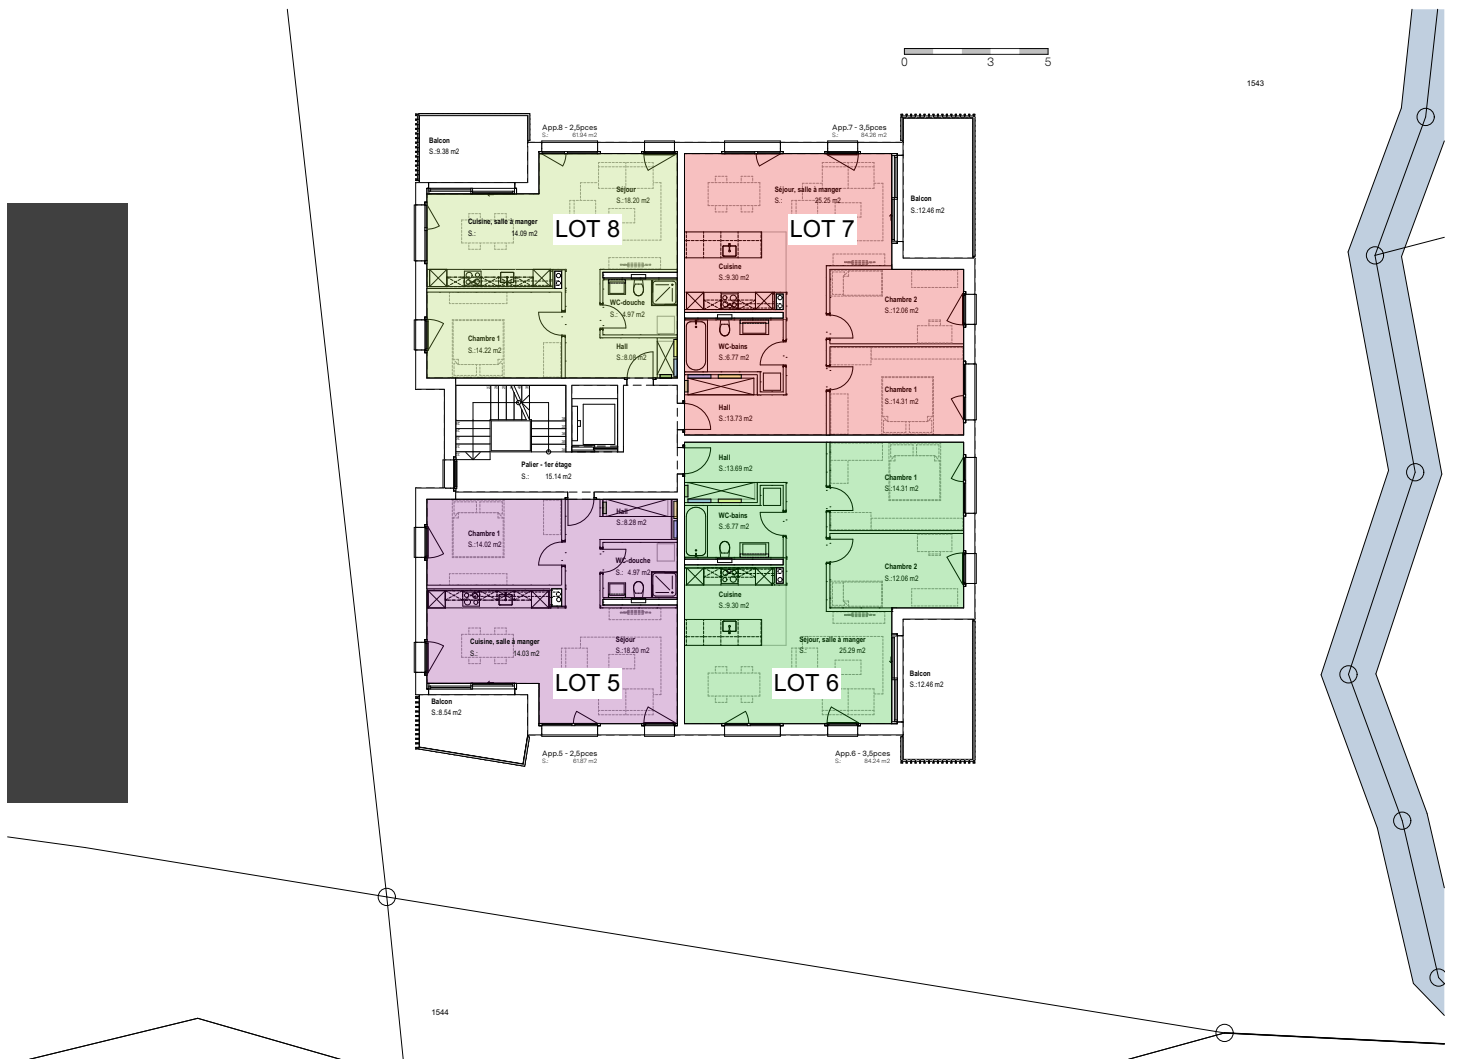 0 3 5
1543
App.8 - 2,5pces
S.: 61.94 m2
App.7 - 3,5pces
S.: 84.26 m2
Balcon
S.:9.38 m2
Séjour
S.:18.20 m2
Cuisine, salle à manger
S.: 14.09 m2
LOT 8
Séjour, salle à manger
S.: 25.25 m2
LOT 7
Balcon
S.:12.46 m2
Cuisine
S.:9.30 m2
WC-douche
S.: 4.97 m2
Chambre 2
S.:12.06 m2
Chambre 1
S.:14.22 m2
Hall
S.:8.08 m2
WC-bains
S.:6.77 m2
Chambre 1
S.:14.31 m2
Hall
S.:13.73 m2
Palier - 1er étage
S.: 15.14 m2
Hall
S.:13.69 m2
Chambre 1
S.:14.31 m2
Chambre 1
S.:14.02 m2
Hall
S.:8.28 m2
WC-bains
S.:6.77 m2
WC-douche
S.: 4.97 m2
Chambre 2
S.:12.06 m2
Cuisine
S.:9.30 m2
Cuisine, salle à manger
S.: 14.03 m2
Séjour
S.:18.20 m2
LOT 5
Séjour, salle à manger
S.: 25.29 m2
LOT 6
Balcon
S.:12.46 m2
Balcon
S.:8.54 m2
App.5 - 2,5pces
S.: 61.87 m2
App.6 - 3,5pces
S.: 84.24 m2
1544